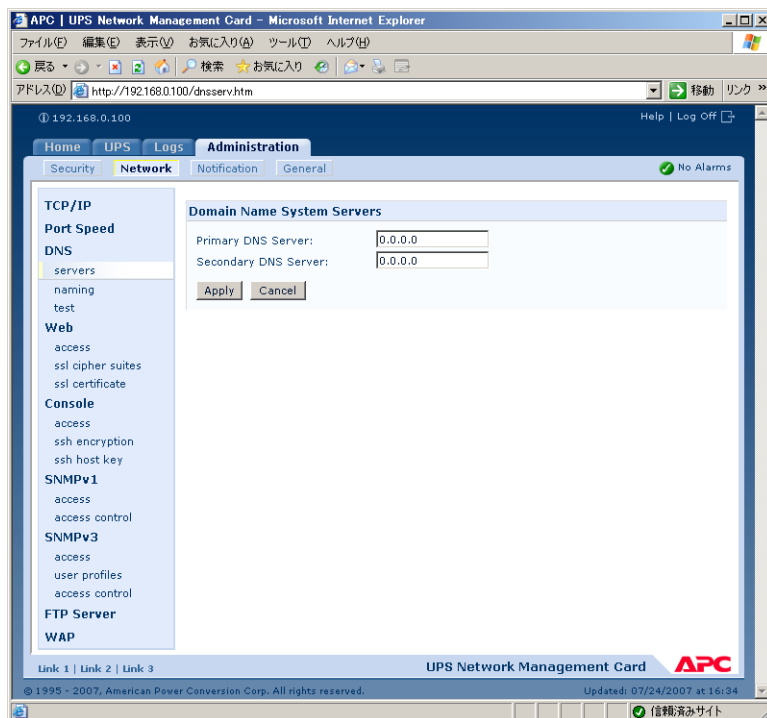 APC | UPS Network Management Card - Microsoft Internet Explorer
ファイル(F) 編集(E) 表示(V) お気に入り(A) ツール(T) ヘルプ(H)
戻る 検索 お気に入り
アドレス(D) http://192.168.0.100/dnsserv.htm 移動 リンク »
192.168.0.100 Help | Log Off
Home UPS Logs Administration
Security Network Notification General No Alarms
TCP/IP
Port Speed
DNS
servers
naming
test
Web
access
ssl cipher suites
ssl certificate
Console
access
ssh encryption
ssh host key
SNMPv1
access
access control
SNMPv3
access
user profiles
access control
FTP Server
WAP
Domain Name System Servers
Primary DNS Server: 0.0.0.0
Secondary DNS Server: 0.0.0.0
Apply Cancel
Link 1 | Link 2 | Link 3 UPS Network Management Card APC
© 1995 - 2007, American Power Conversion Corp. All rights reserved. Updated: 07/24/2007 at 16:34
信頼済みサイト